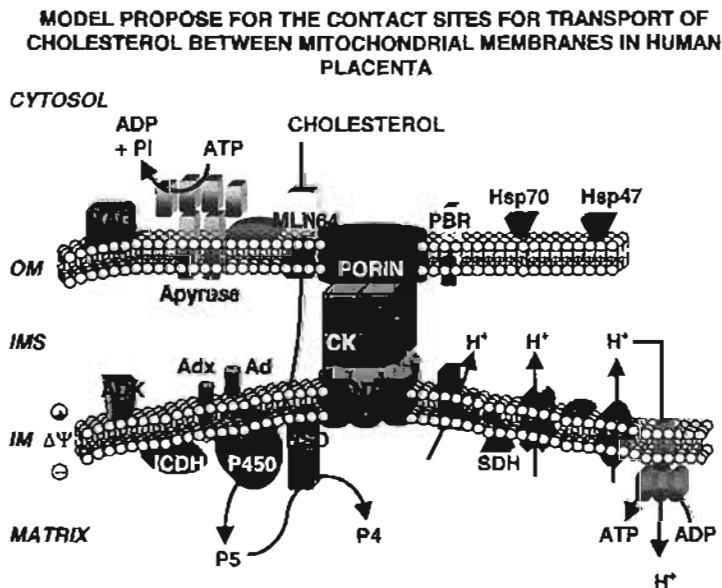 MODEL PROPOSE FOR THE CONTACT SITES FOR TRANSPORT OF
CHOLESTEROL BETWEEN MITOCHONDRIAL MEMBRANES IN HUMAN
PLACENTA
CYTOSOL
ADP
+ PI
ATP
CHOLESTEROL
MLN64
PBR
Hsp70
Hsp47
OM
PORIN
Apyrase
IMS
CK
H+
H+
H+
Adx
Ad
IM ΔΨ
+
−
ICDH
P450
SDH
MATRIX
P5
P4
ATP
ADP
H+